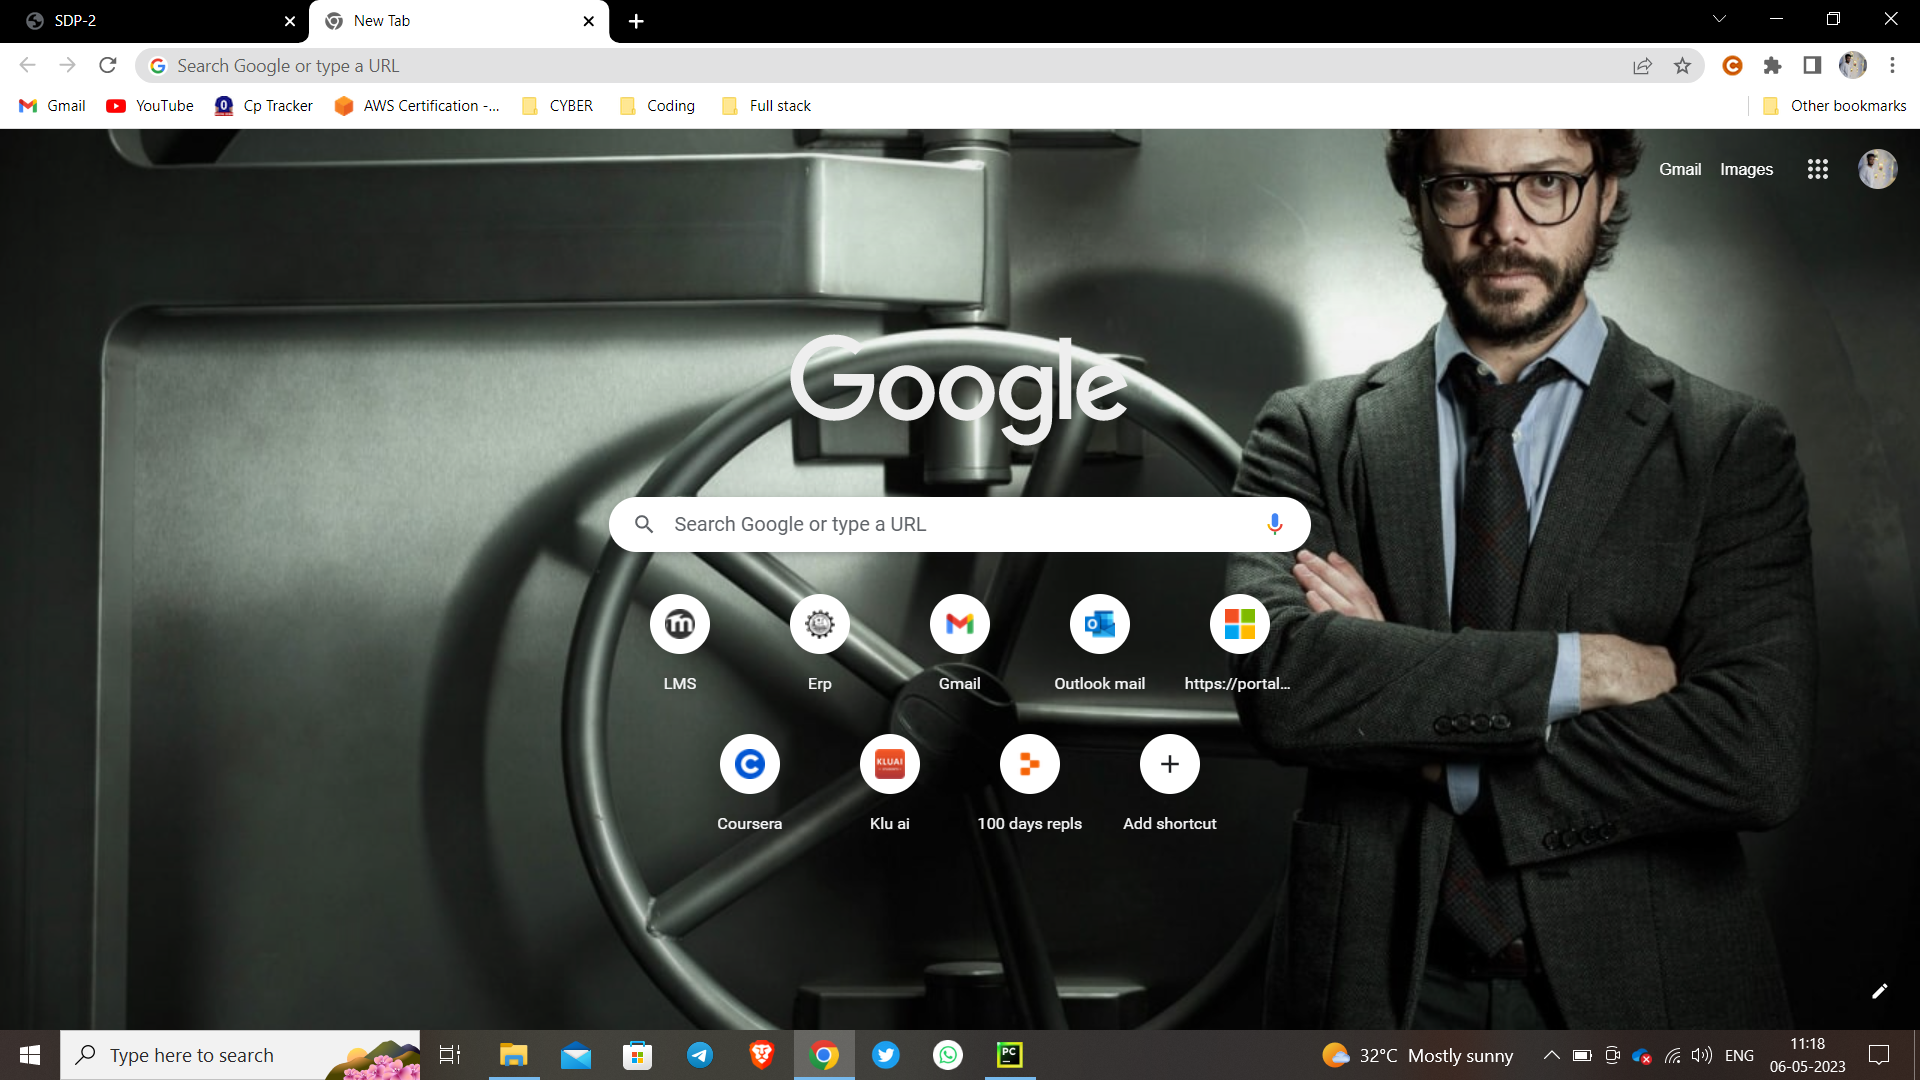 SDP-2
New Tab
Search Google or type a URL
Gmail
YouTube
Cp Tracker
AWS Certification -...
CYBER
Coding
Full stack
Other bookmarks
Gmail
Images
Google
Search Google or type a URL
LMS
Erp
Gmail
Outlook mail
https://portal...
KLUAI
Coursera
Klu ai
100 days repls
Add shortcut
Type here to search
PC
32°C Mostly sunny
ENG
11:18
06-05-2023